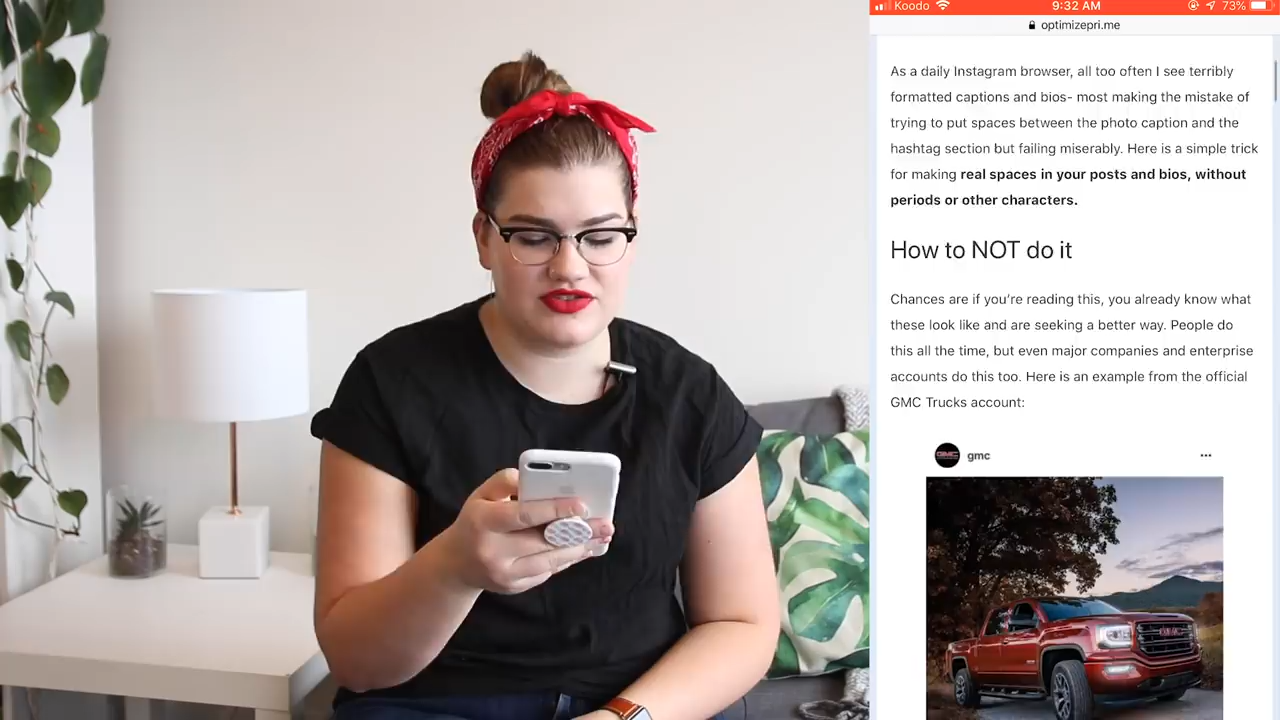 Koodo
9:32 AM
73%
optimizepri.me
As a daily Instagram browser, all too often I see terribly
formatted captions and bios- most making the mistake of
trying to put spaces between the photo caption and the
hashtag section but failing miserably. Here is a simple trick
for making real spaces in your posts and bios, without
periods or other characters.
How to NOT do it
Chances are if you're reading this, you already know what
these look like and are seeking a better way. People do
this all the time, but even major companies and enterprise
accounts do this too. Here is an example from the official
GMC Trucks account:
GMC
gmc
GMC